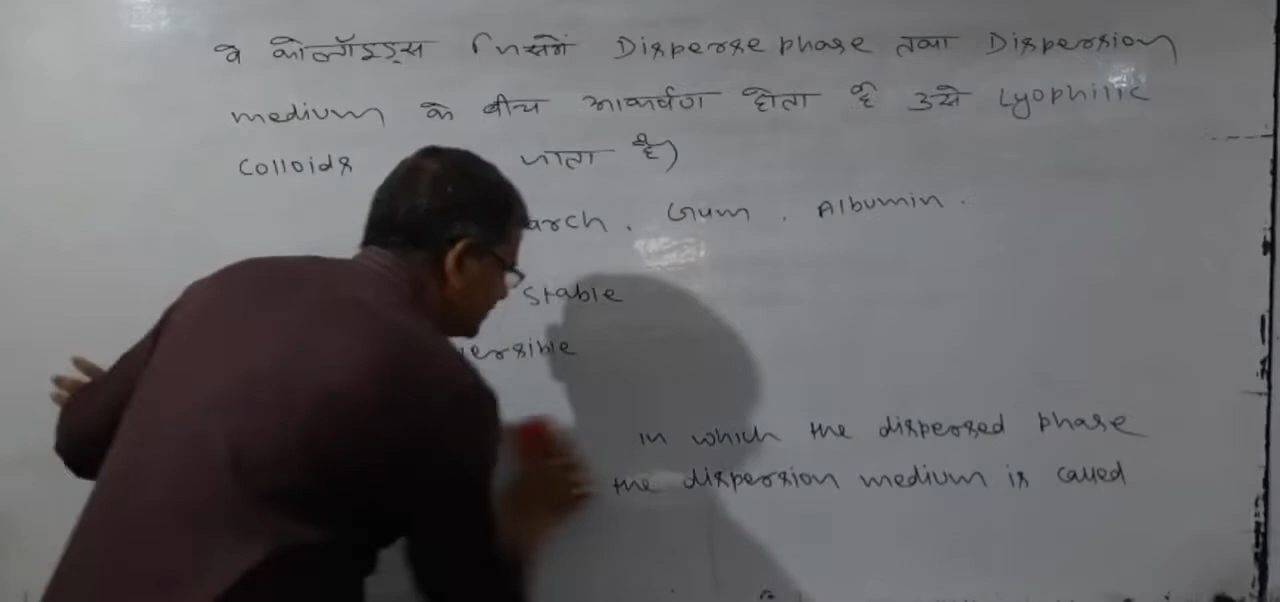 वे कोलॉइड्स जिसमें Disperse phase तथा Dispersion
medium के बीच आकर्षण होता है उसे Lyophilic
Colloids जाता है)
arch. Gum. Albumin.
Stable
ersible
in which the dispersed phase
the dispersion medium is called